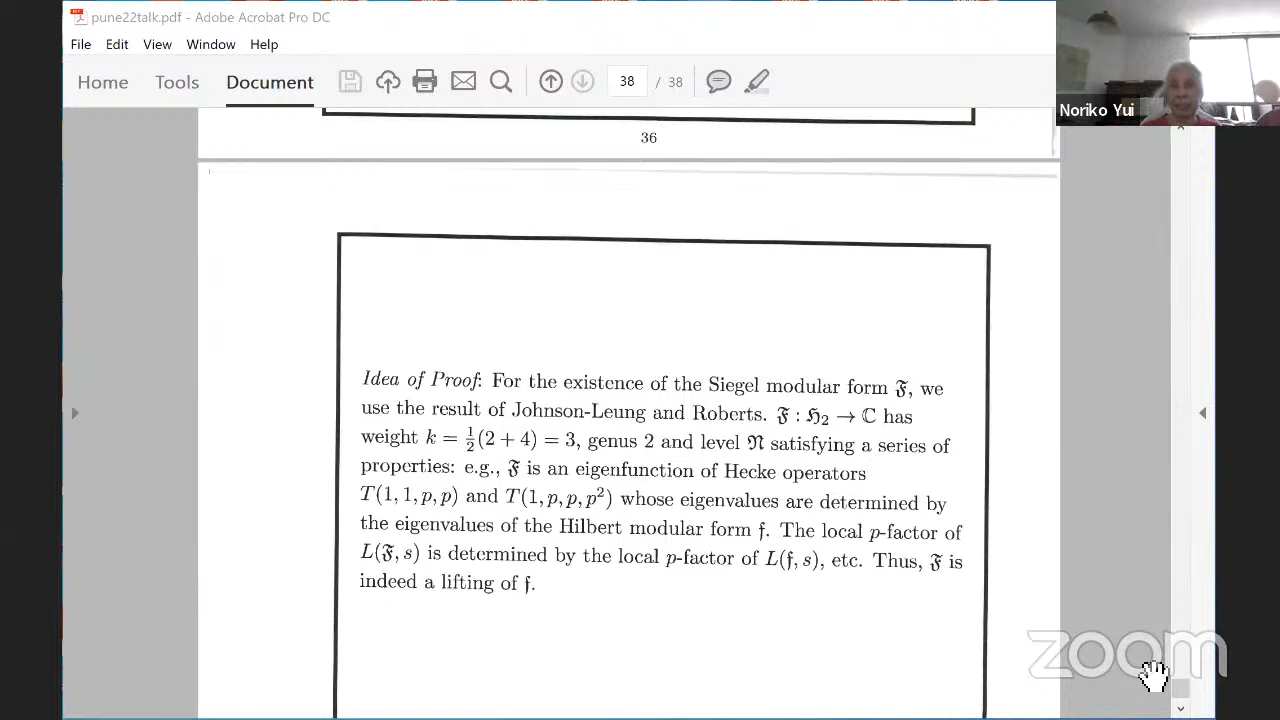 pune22talk.pdf - Adobe Acrobat Pro DC
File Edit View Window Help
Home Tools Document 38 / 38
Noriko Yui
36
Idea of Proof: For the existence of the Siegel modular form 𝔉, we
use the result of Johnson-Leung and Roberts. 𝔉 : ℌ₂ → ℂ has
weight k = ½(2 + 4) = 3, genus 2 and level 𝔑 satisfying a series of
properties: e.g., 𝔉 is an eigenfunction of Hecke operators
T(1, 1, p, p) and T(1, p, p, p²) whose eigenvalues are determined by
the eigenvalues of the Hilbert modular form 𝔣. The local p-factor of
L(𝔉, s) is determined by the local p-factor of L(𝔣, s), etc. Thus, 𝔉 is
indeed a lifting of 𝔣.
zoom